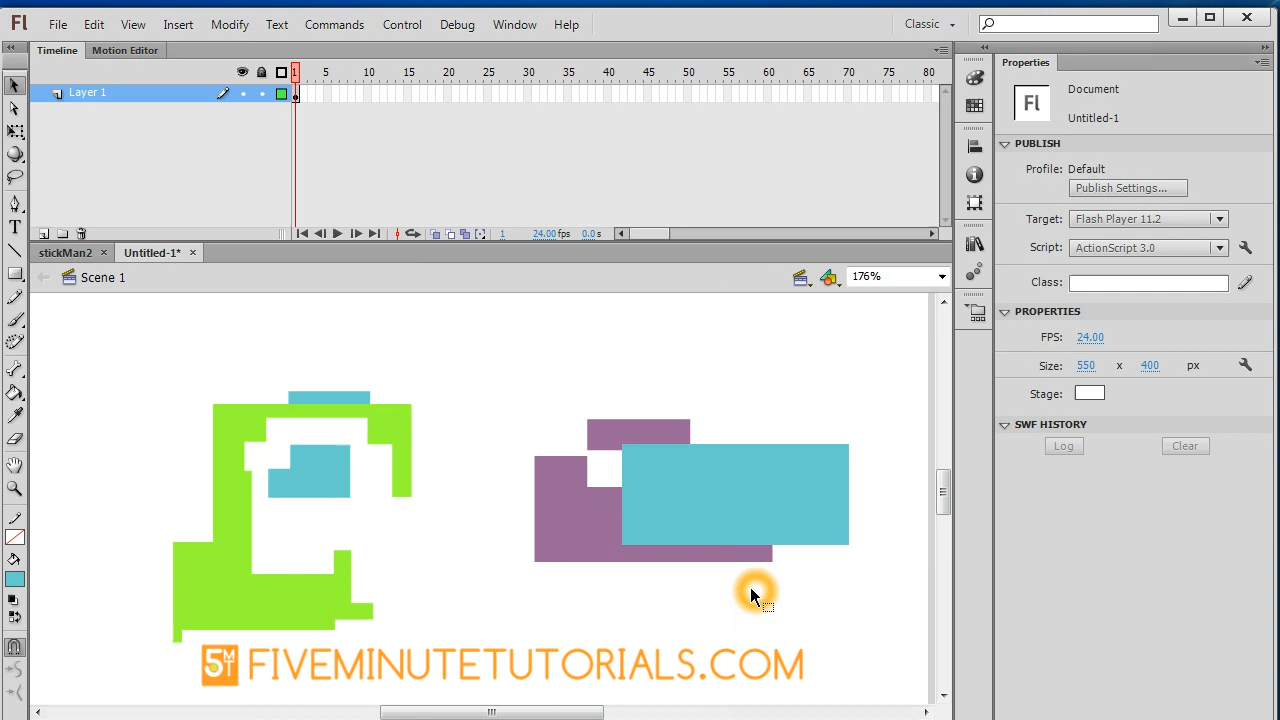 Fl File Edit View Insert Modify Text Commands Control Debug Window Help Classic
Timeline Motion Editor
Properties
1 5 10 15 20 25 30 35 40 45 50 55 60 65 70 75 80
Layer 1
Fl
Document
Untitled-1
PUBLISH
Profile: Default
Publish Settings...
Target: Flash Player 11.2
1 24.00 fps 0.0 s
Script: ActionScript 3.0
stickMan2 × Untitled-1* ×
Scene 1
176%
Class:
PROPERTIES
FPS: 24.00
Size: 550 x 400 px
Stage:
SWF HISTORY
Log Clear
T
5MT FIVEMINUTETUTORIALS.COM